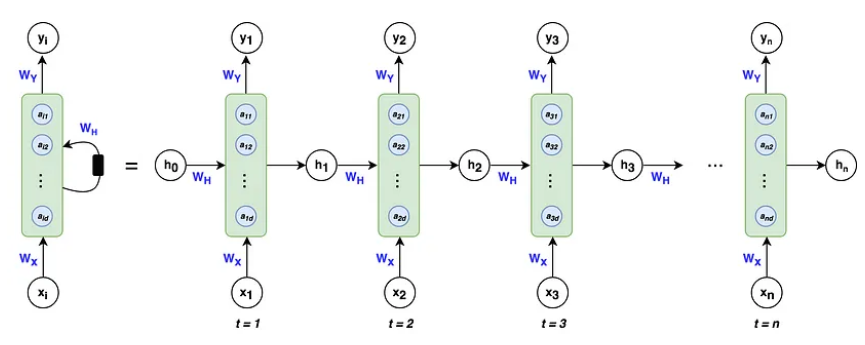 yi y1 y2 y3 yn
WY WY WY WY WY
ai1 a11 a21 a31 an1
WH
ai2 a12 a22 a32 an2
= h0 h1 h2 h3 ... hn
WH WH WH WH
⋮ ⋮ ⋮ ⋮ ⋮
aid a1d a2d a3d and
Wx Wx Wx Wx Wx
xi x1 x2 x3 xn
t = 1 t = 2 t = 3 t = n